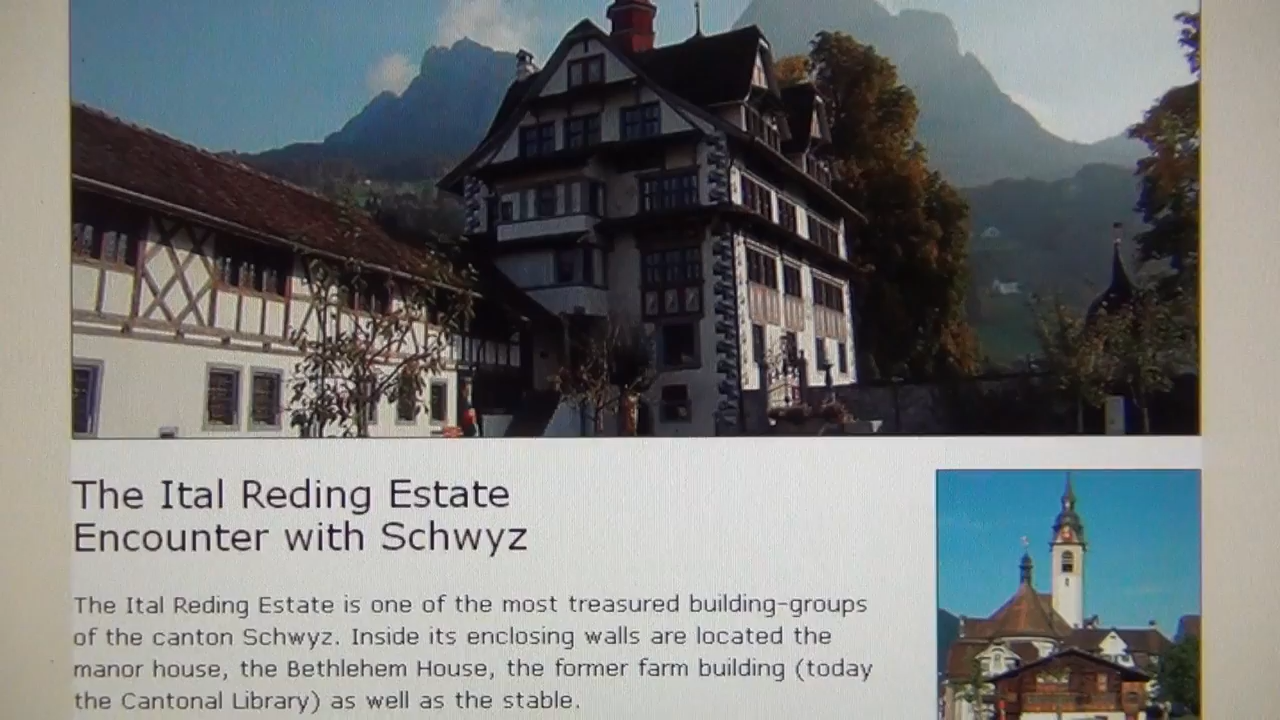 The Ital Reding Estate
Encounter with Schwyz
The Ital Reding Estate is one of the most treasured building-groups
of the canton Schwyz. Inside its enclosing walls are located the
manor house, the Bethlehem House, the former farm building (today
the Cantonal Library) as well as the stable.